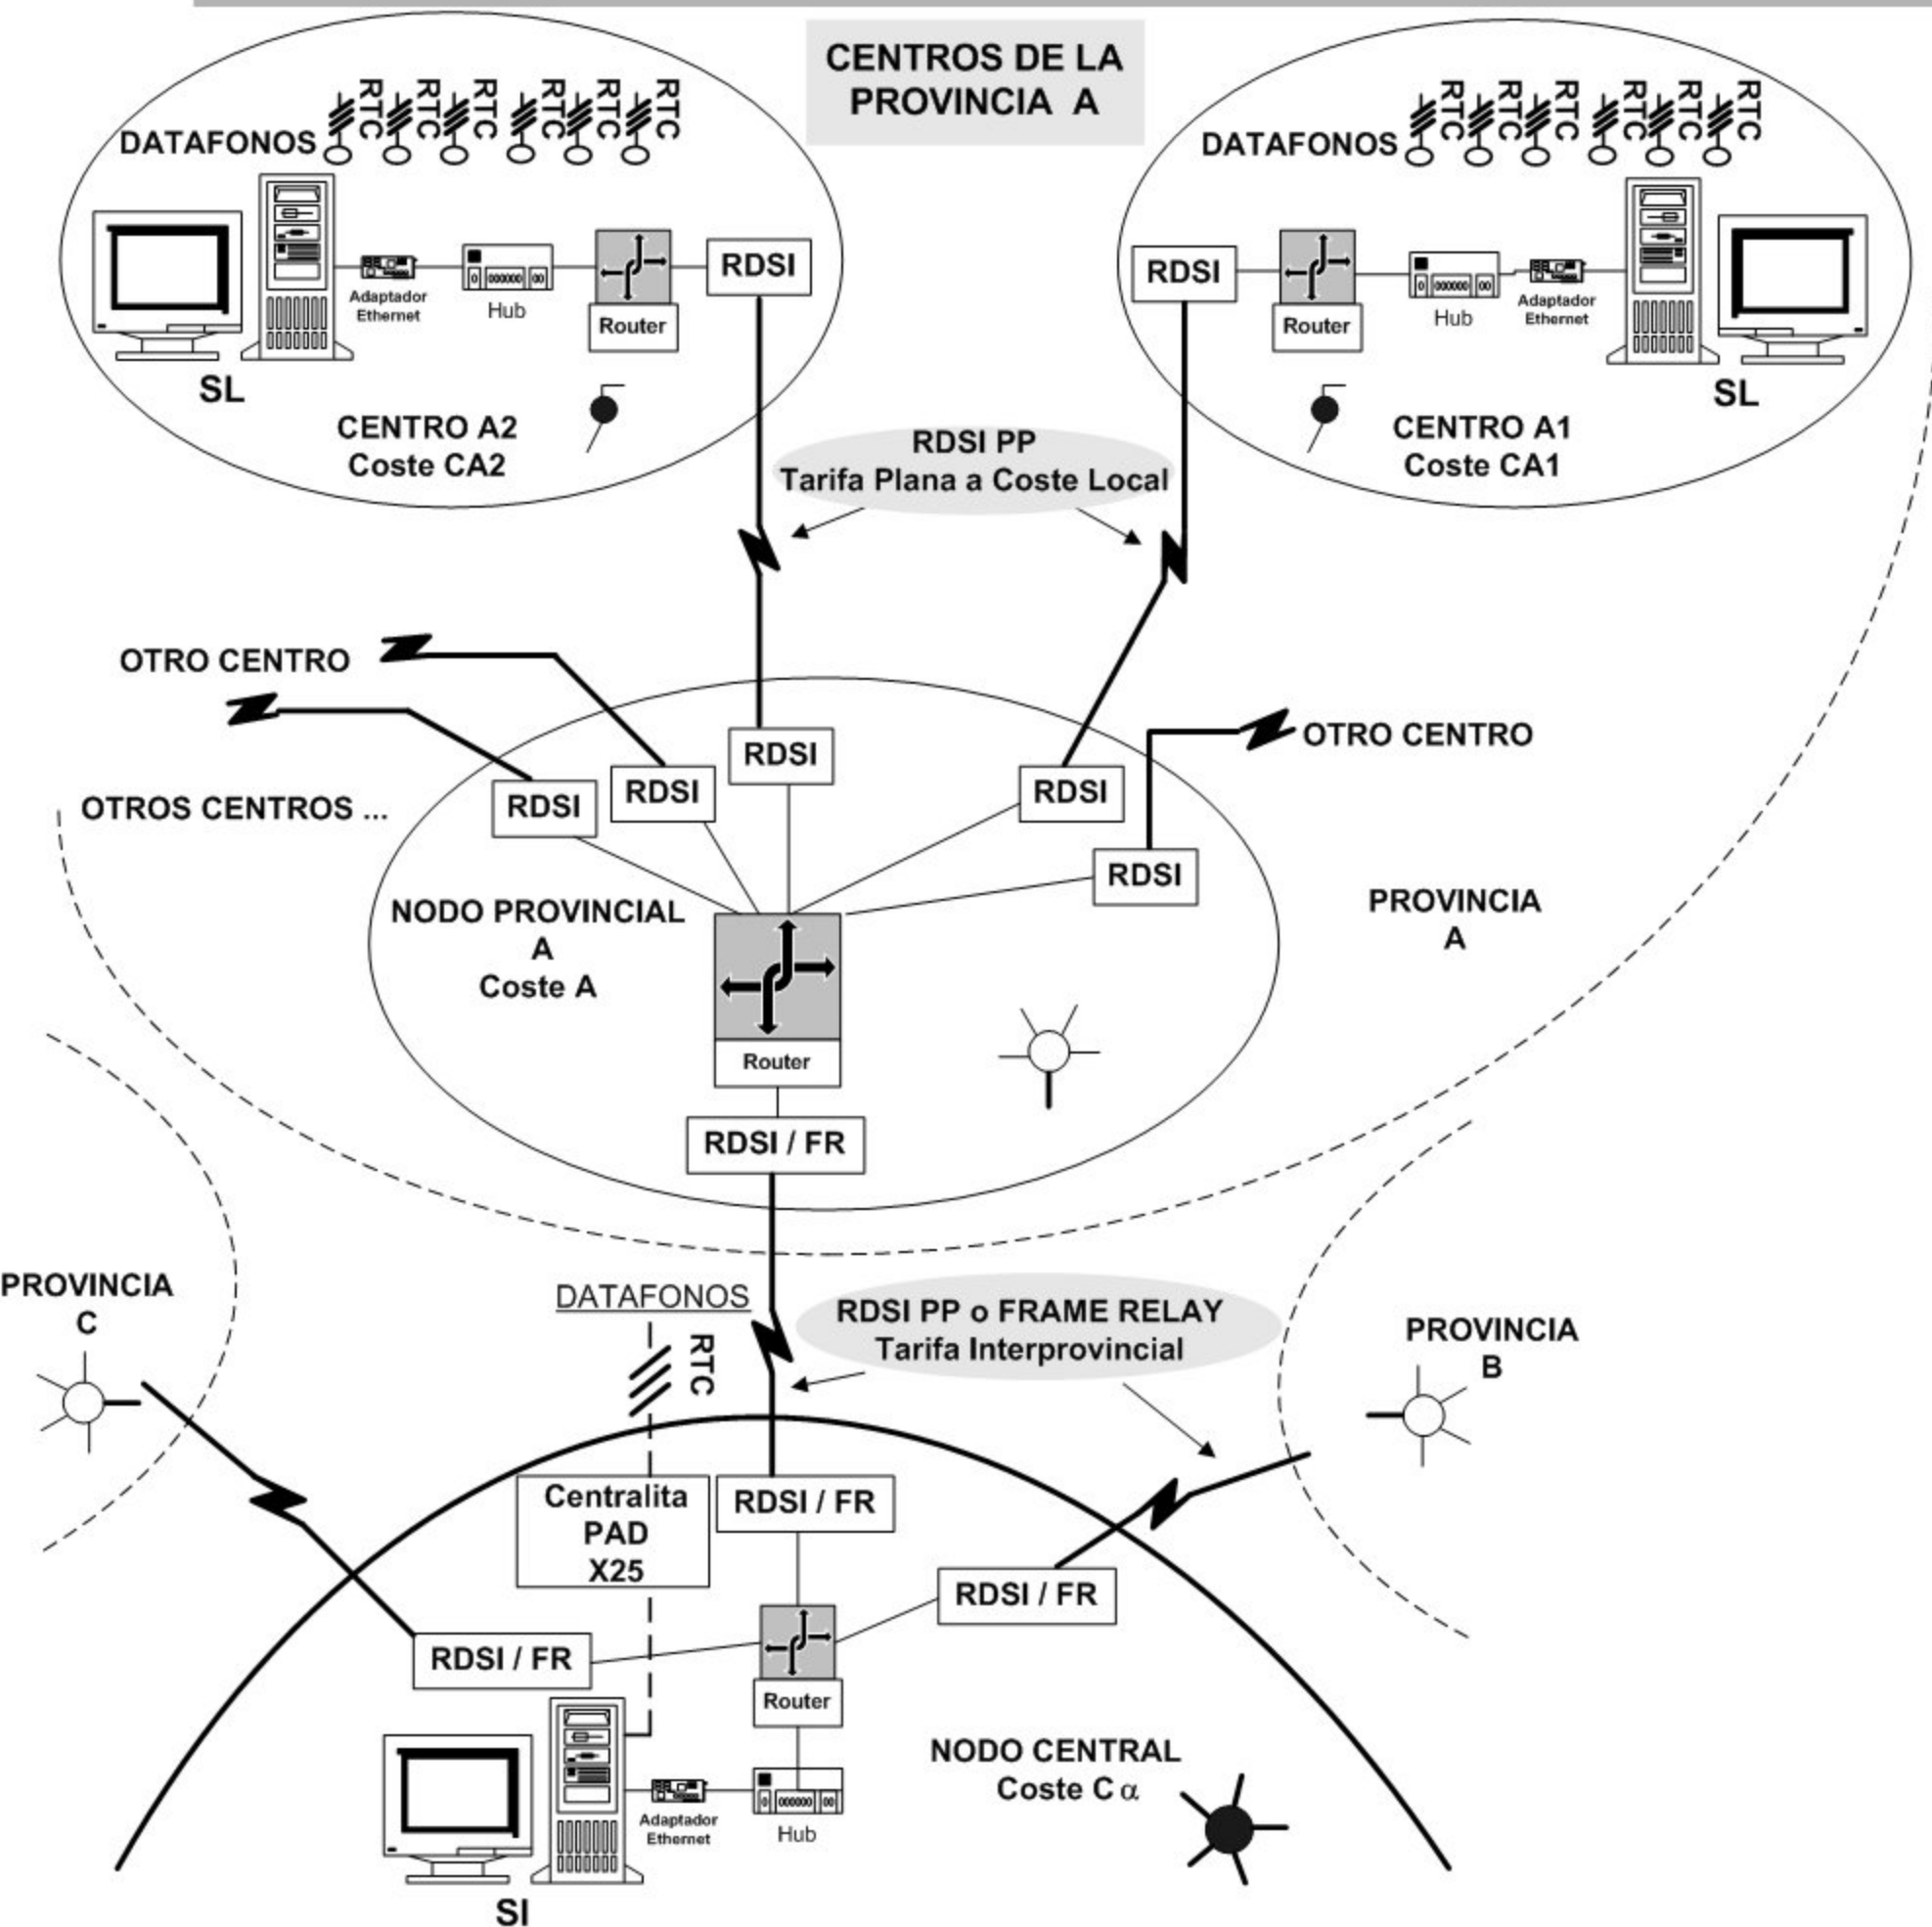 CENTROS DE LA
PROVINCIA A
DATAFONOS
RTC
RTC
RTC
RTC
RTC
RTC
DATAFONOS
RTC
RTC
RTC
RTC
RTC
RTC
Adaptador
Ethernet
Hub
Router
RDSI
SL
CENTRO A2
Coste CA2
RDSI
Router
Hub
Adaptador
Ethernet
SL
CENTRO A1
Coste CA1
RDSI PP
Tarifa Plana a Coste Local
OTRO CENTRO
OTRO CENTRO
OTROS CENTROS ...
RDSI
RDSI
RDSI
RDSI
RDSI
NODO PROVINCIAL
A
Coste A
Router
RDSI / FR
PROVINCIA
A
PROVINCIA
C
DATAFONOS
RTC
RDSI PP o FRAME RELAY
Tarifa Interprovincial
PROVINCIA
B
Centralita
PAD
X25
RDSI / FR
RDSI / FR
RDSI / FR
Router
Adaptador
Ethernet
Hub
NODO CENTRAL
Coste C α
SI